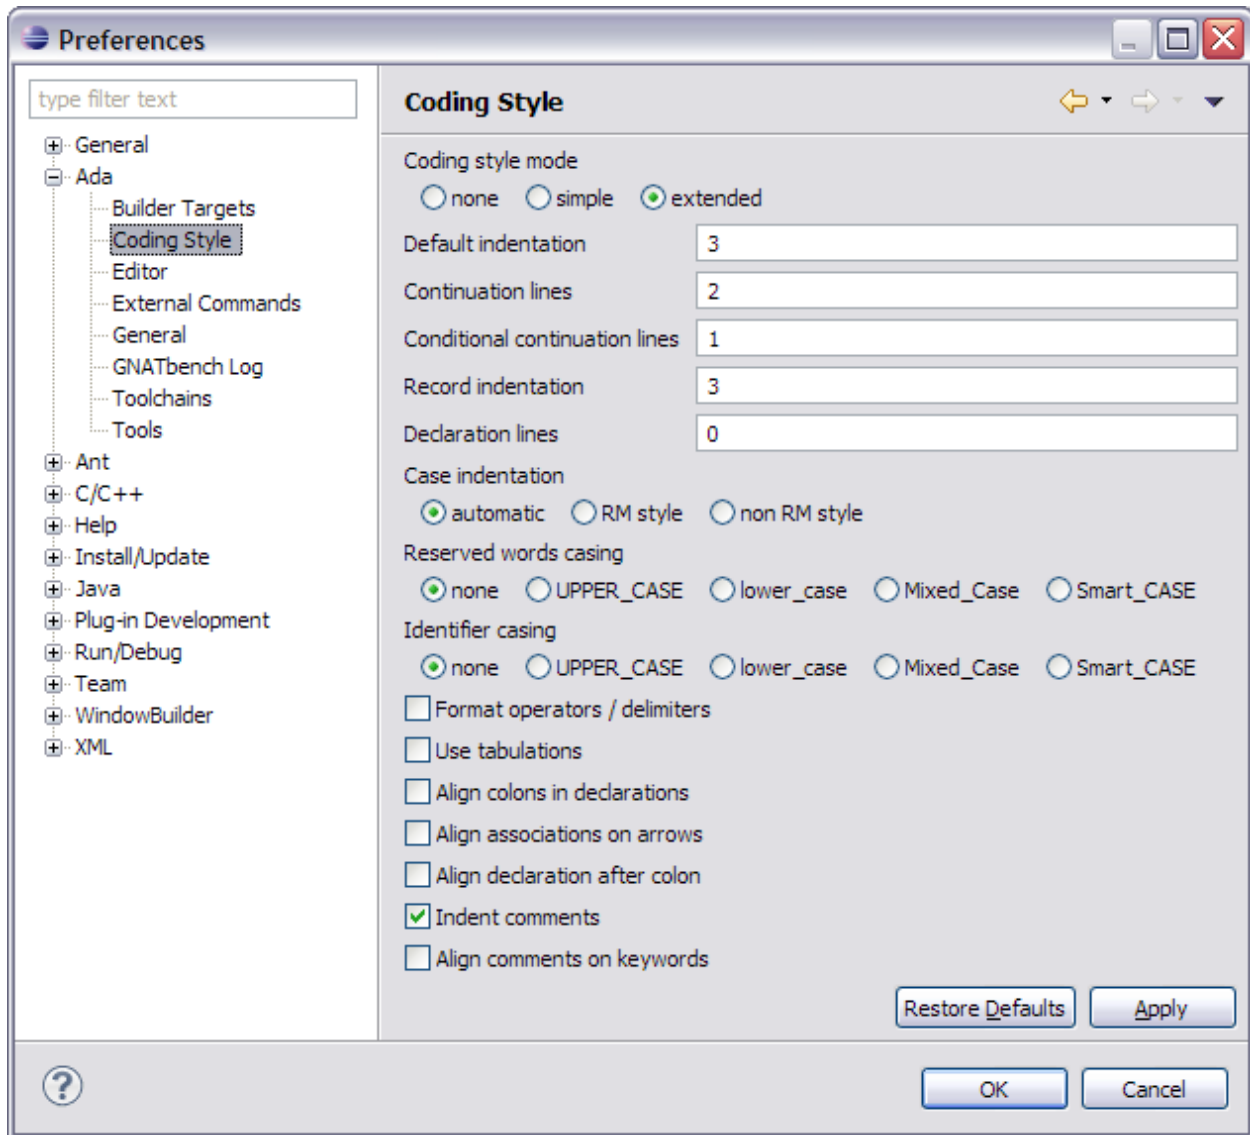 Preferences
type filter text
General
Ada
Builder Targets
Coding Style
Editor
External Commands
General
GNATbench Log
Toolchains
Tools
Ant
C/C++
Help
Install/Update
Java
Plug-in Development
Run/Debug
Team
WindowBuilder
XML
Coding Style
Coding style mode
none simple extended
Default indentation 3
Continuation lines 2
Conditional continuation lines 1
Record indentation 3
Declaration lines 0
Case indentation
automatic RM style non RM style
Reserved words casing
none UPPER_CASE lower_case Mixed_Case Smart_CASE
Identifier casing
none UPPER_CASE lower_case Mixed_Case Smart_CASE
Format operators / delimiters
Use tabulations
Align colons in declarations
Align associations on arrows
Align declaration after colon
Indent comments
Align comments on keywords
Restore Defaults Apply
? OK Cancel